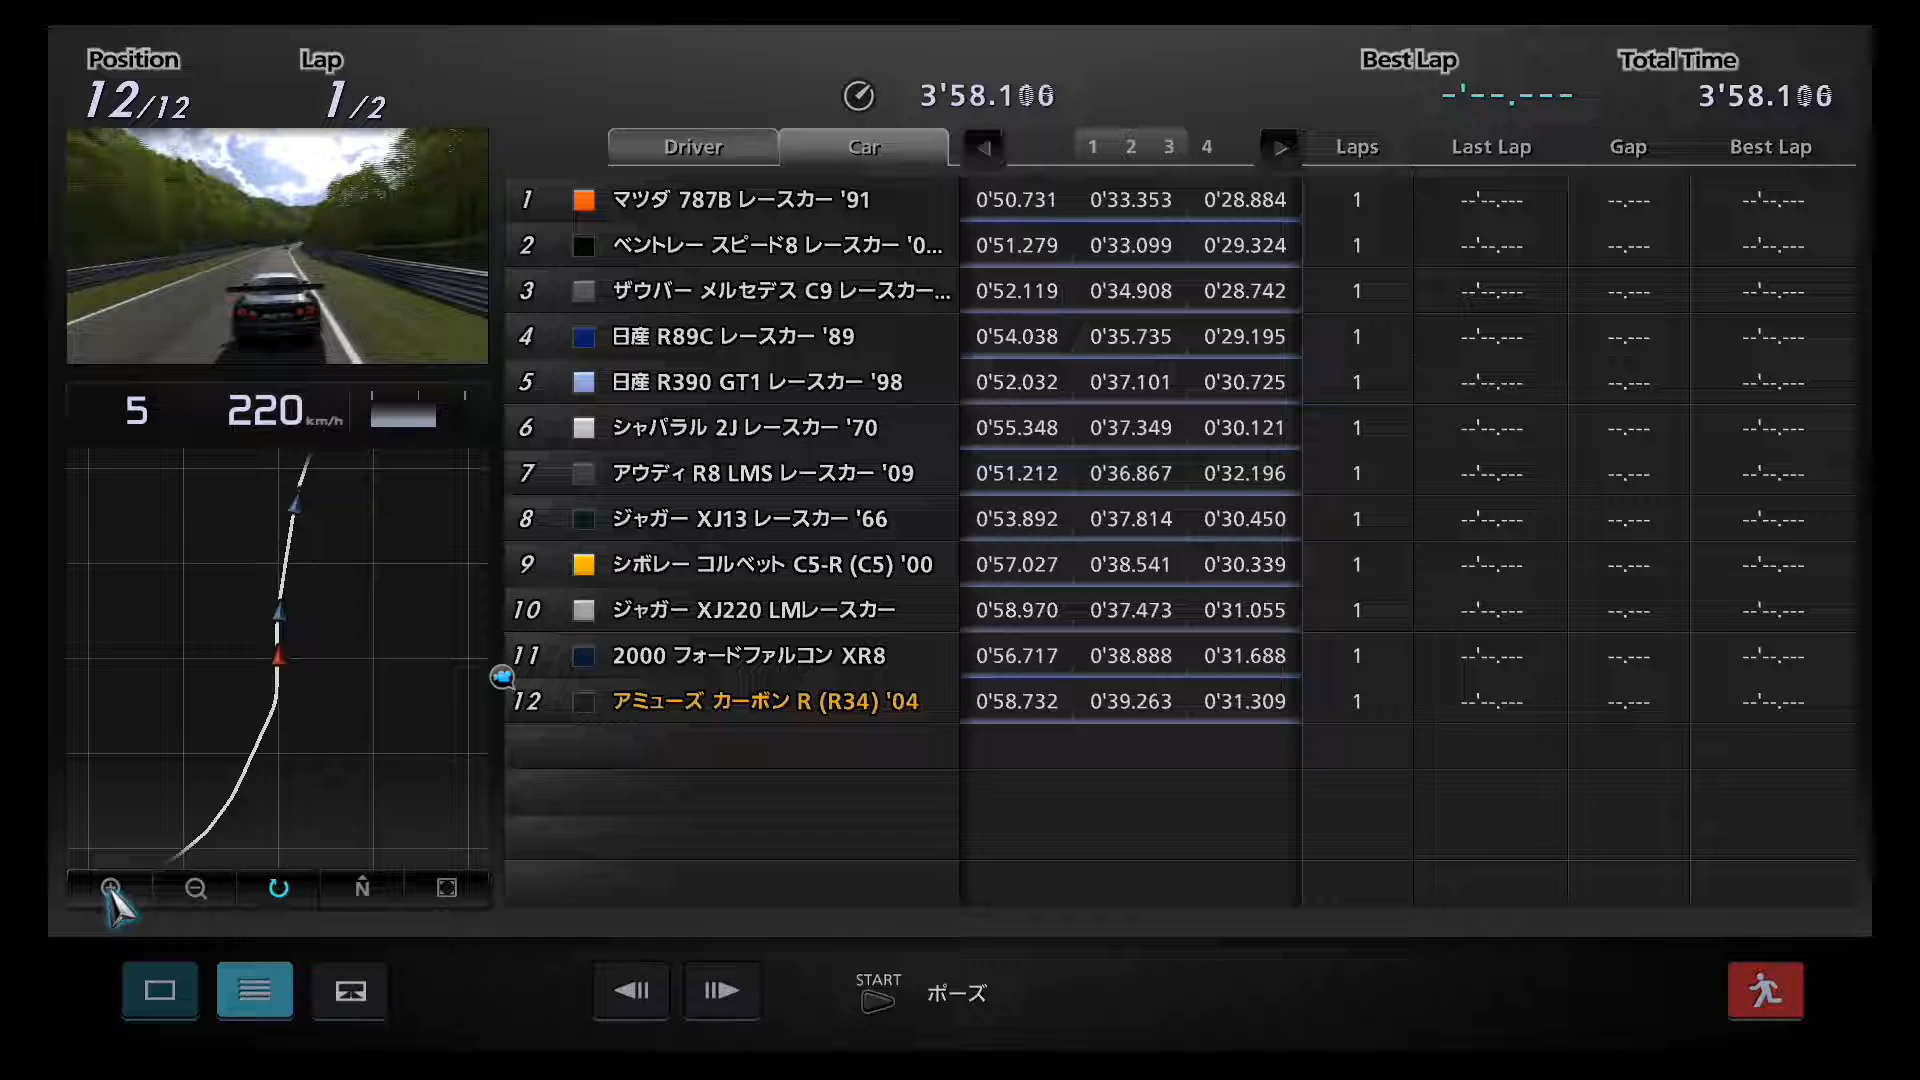 Position Lap Best Lap Total Time
12/12 1/2 3'58.100 -'--.--- 3'58.100
Driver Car 1 2 3 4 Laps Last Lap Gap Best Lap
1 マツダ 787B レースカー '91 0'50.731 0'33.353 0'28.884 1 --'--.--- --.--- --'--.---
2 ベントレー スピード8 レースカー '0... 0'51.279 0'33.099 0'29.324 1 --'--.--- --.--- --'--.---
3 ザウバー メルセデス C9 レースカー... 0'52.119 0'34.908 0'28.742 1 --'--.--- --.--- --'--.---
4 日産 R89C レースカー '89 0'54.038 0'35.735 0'29.195 1 --'--.--- --.--- --'--.---
5 日産 R390 GT1 レースカー '98 0'52.032 0'37.101 0'30.725 1 --'--.--- --.--- --'--.---
6 シャパラル 2J レースカー '70 0'55.348 0'37.349 0'30.121 1 --'--.--- --.--- --'--.---
7 アウディ R8 LMS レースカー '09 0'51.212 0'36.867 0'32.196 1 --'--.--- --.--- --'--.---
8 ジャガー XJ13 レースカー '66 0'53.892 0'37.814 0'30.450 1 --'--.--- --.--- --'--.---
9 シボレー コルベット C5-R (C5) '00 0'57.027 0'38.541 0'30.339 1 --'--.--- --.--- --'--.---
10 ジャガー XJ220 LMレースカー 0'58.970 0'37.473 0'31.055 1 --'--.--- --.--- --'--.---
11 2000 フォードファルコン XR8 0'56.717 0'38.888 0'31.688 1 --'--.--- --.--- --'--.---
12 アミューズ カーボン R (R34) '04 0'58.732 0'39.263 0'31.309 1 --'--.--- --.--- --'--.---
5 220 km/h
N
START ポーズ